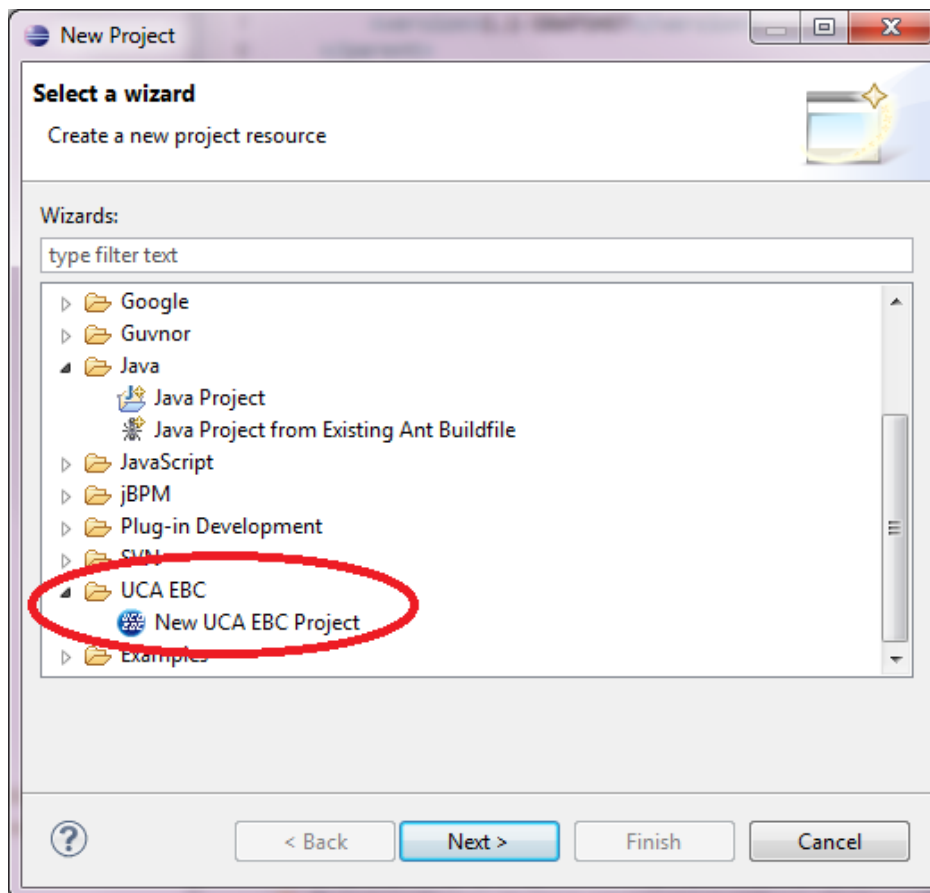 New Project
Select a wizard
Create a new project resource
Wizards:
type filter text
Google
Guvnor
Java
Java Project
Java Project from Existing Ant Buildfile
JavaScript
jBPM
Plug-in Development
SVN
UCA EBC
New UCA EBC Project
Examples
?
< Back
Next >
Finish
Cancel